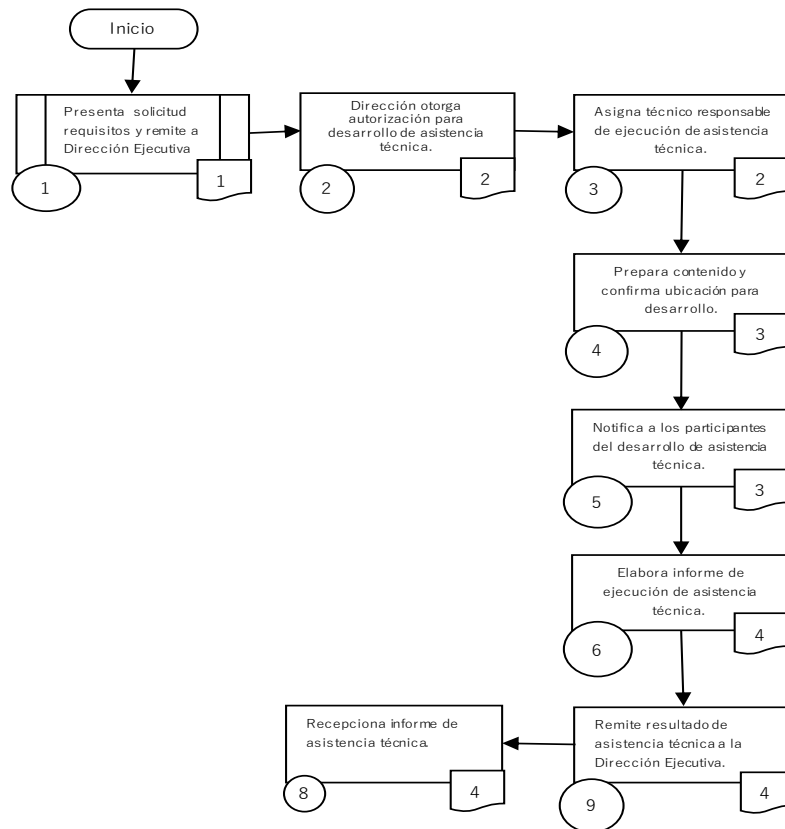 Inicio
Presenta solicitud
requisitos y remite a
Dirección Ejecutiva
1
1
Dirección otorga
autorización para
desarrollo de asistencia
técnica.
2
2
Asigna técnico responsable
de ejecución de asistencia
técnica.
3
2
Prepara contenido y
confirma ubicación para
desarrollo.
4
3
Notifica a los participantes
del desarrollo de asistencia
técnica.
5
3
Elabora informe de
ejecución de asistencia
técnica.
6
4
Remite resultado de
asistencia técnica a la
Dirección Ejecutiva.
9
4
Recepciona informe de
asistencia técnica.
8
4